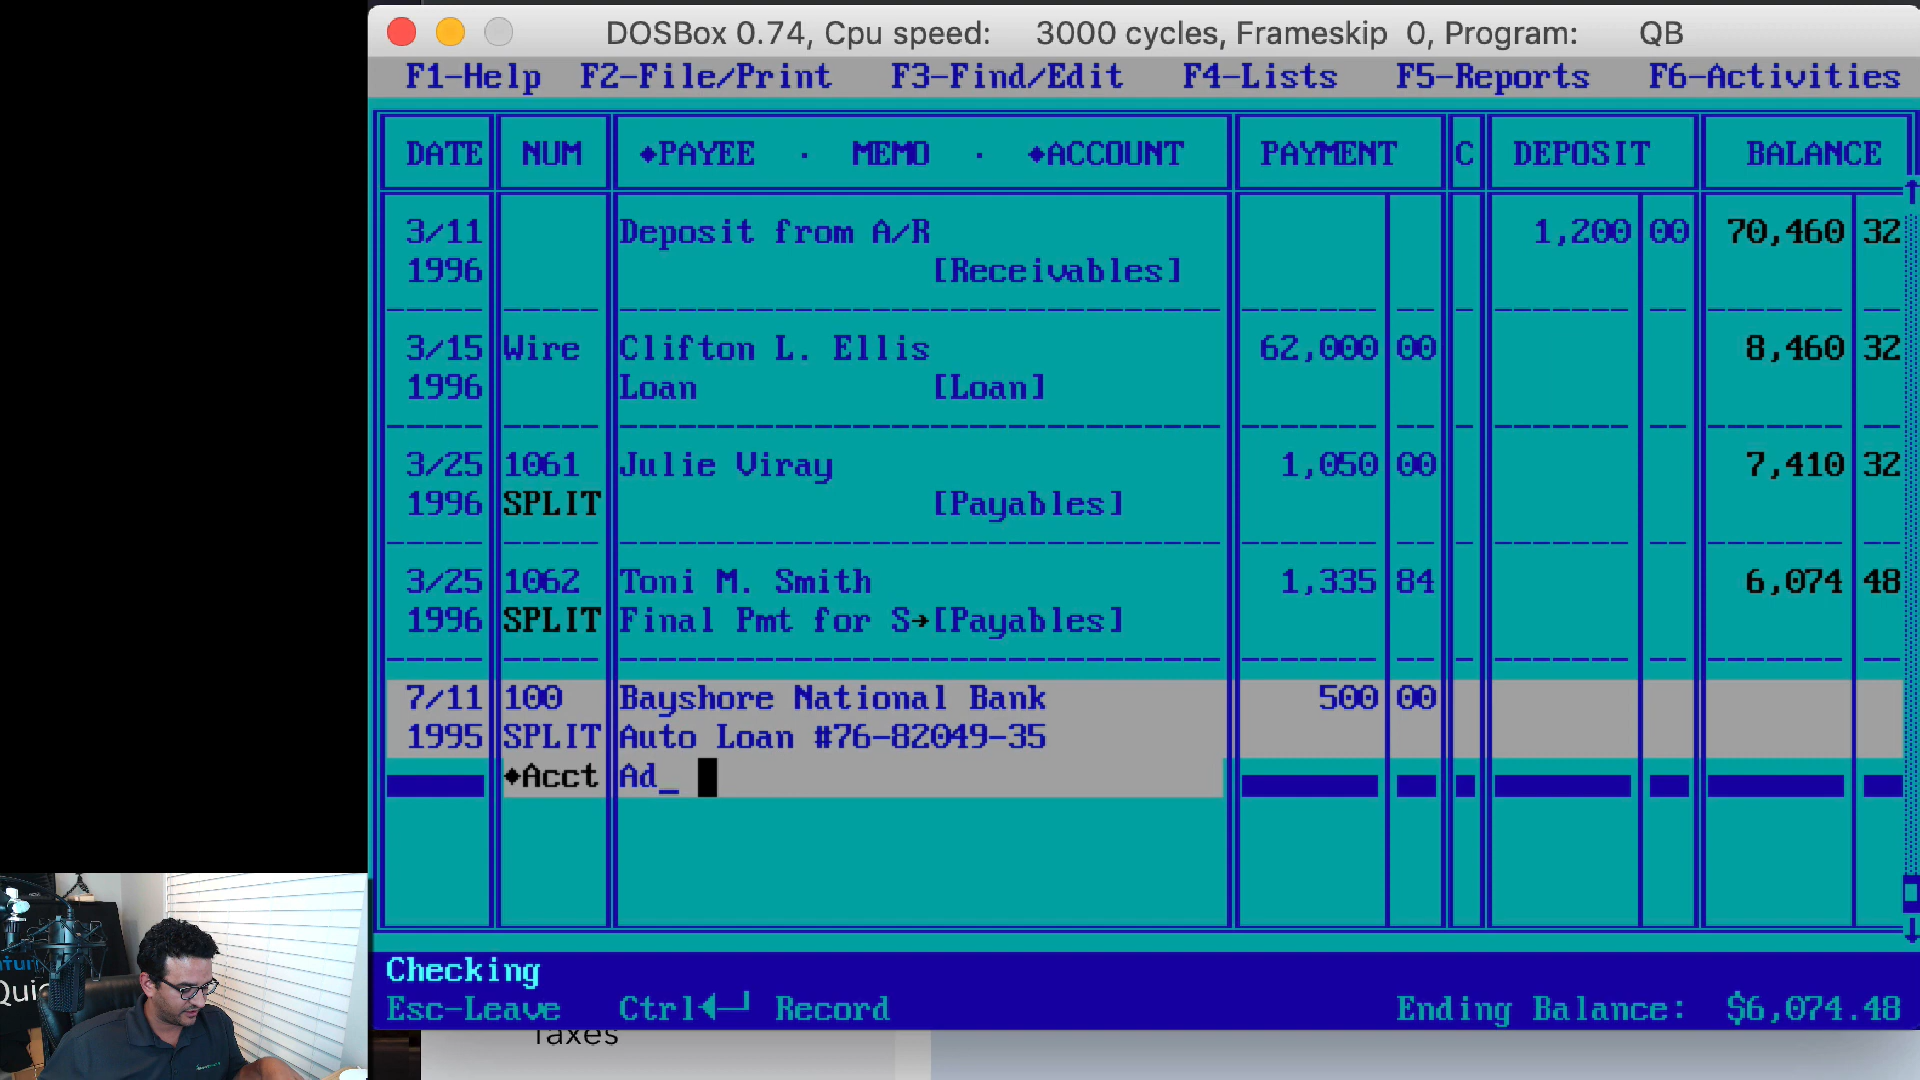 DOSBox 0.74, Cpu speed: 3000 cycles, Frameskip 0, Program: QB
F1-Help F2-File/Print F3-Find/Edit F4-Lists F5-Reports F6-Activities
DATE NUM ◆PAYEE · MEMO · ◆ACCOUNT PAYMENT C DEPOSIT BALANCE
3/11 Deposit from A/R 1,200 00 70,460 32
1996 [Receivables]
3/15 Wire Clifton L. Ellis 62,000 00 8,460 32
1996 Loan [Loan]
3/25 1061 Julie Viray 1,050 00 7,410 32
1996 SPLIT [Payables]
3/25 1062 Toni M. Smith 1,335 84 6,074 48
1996 SPLIT Final Pmt for S→[Payables]
7/11 100 Bayshore National Bank 500 00
1995 SPLIT Auto Loan #76-82049-35
◆Acct Ad_
Checking
Esc-Leave Ctrl◄┘ Record Ending Balance: $6,074.48
Taxes